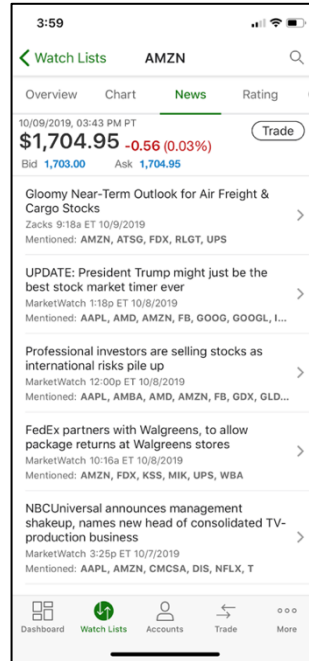 3:59
Watch Lists
AMZN
Overview
Chart
News
Rating
10/09/2019, 03:43 PM PT
$1,704.95 -0.56 (0.03%)
Trade
Bid 1,703.00 Ask 1,704.95
Gloomy Near-Term Outlook for Air Freight &
Cargo Stocks
Zacks 9:18a ET 10/9/2019
Mentioned: AMZN, ATSG, FDX, RLGT, UPS
UPDATE: President Trump might just be the
best stock market timer ever
MarketWatch 1:18p ET 10/8/2019
Mentioned: AAPL, AMD, AMZN, FB, GOOG, GOOGL, I...
Professional investors are selling stocks as
international risks pile up
MarketWatch 12:00p ET 10/8/2019
Mentioned: AAPL, AMBA, AMD, AMZN, FB, GDX, GLD...
FedEx partners with Walgreens, to allow
package returns at Walgreens stores
MarketWatch 10:16a ET 10/8/2019
Mentioned: AMZN, FDX, KSS, MIK, UPS, WBA
NBCUniversal announces management
shakeup, names new head of consolidated TV-
production business
MarketWatch 3:25p ET 10/7/2019
Mentioned: AAPL, AMZN, CMCSA, DIS, NFLX, T
Dashboard
Watch Lists
Accounts
Trade
More